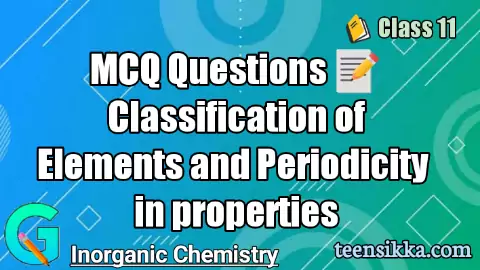 Class 11
MCQ Questions
Classification of
Elements and Periodicity
in properties
G
Inorganic Chemistry
teensikka.com